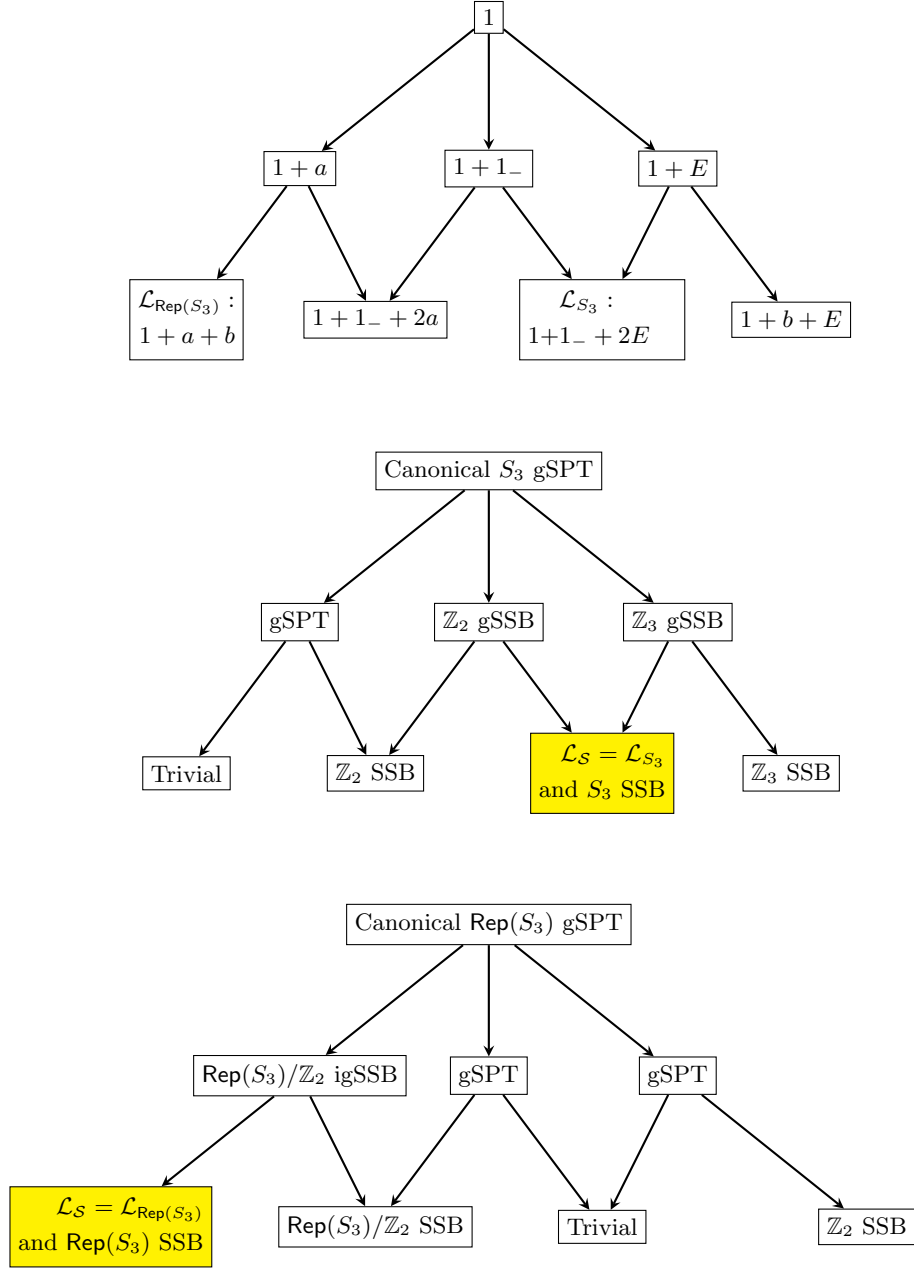 1
1 + a
1 + 1₋
1 + E
𝓛_Rep(S₃) :
1 + a + b
1 + 1₋ + 2a
𝓛_S₃ :
1+1₋ + 2E
1 + b + E
Canonical S₃ gSPT
gSPT
ℤ₂ gSSB
ℤ₃ gSSB
Trivial
ℤ₂ SSB
𝓛_𝒮 = 𝓛_S₃
and S₃ SSB
ℤ₃ SSB
Canonical Rep(S₃) gSPT
Rep(S₃)/ℤ₂ igSSB
gSPT
gSPT
𝓛_𝒮 = 𝓛_Rep(S₃)
and Rep(S₃) SSB
Rep(S₃)/ℤ₂ SSB
Trivial
ℤ₂ SSB